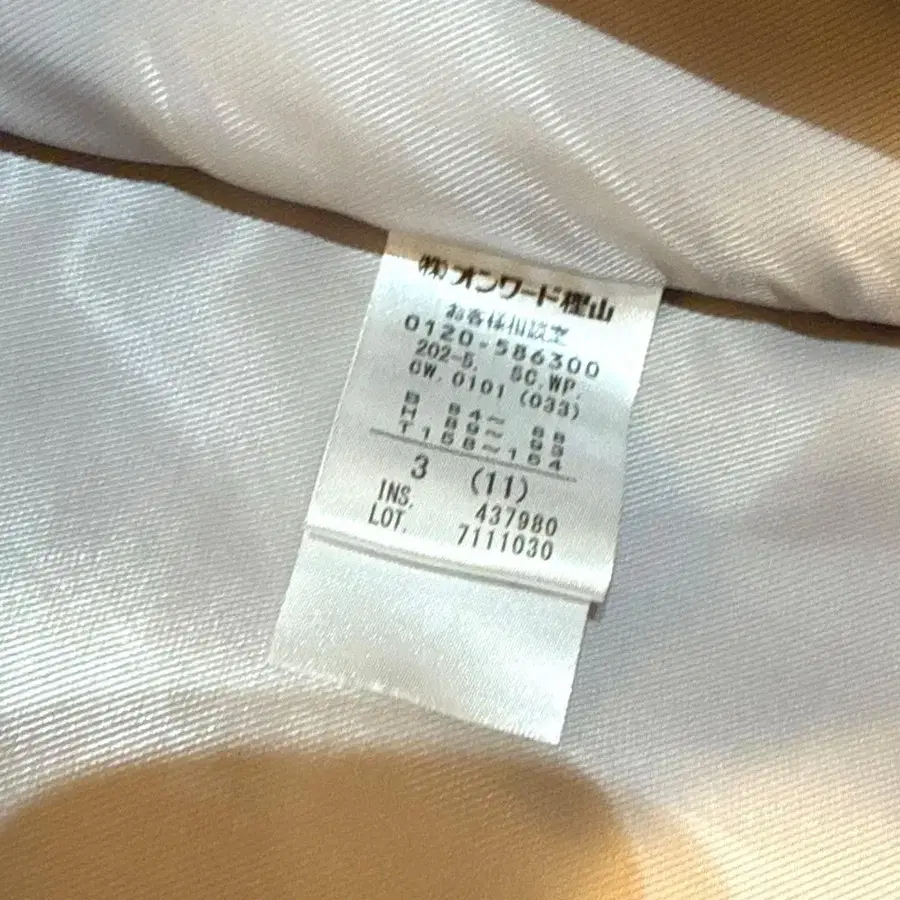 ㈱オンワード樫山
お客様相談室
0120-586300
202-5. SC.WP.
CW. 0101 (033)
B 84～ 88
H 89～ 93
T 158～164
3 (11)
INS. 437980
LOT. 7111030